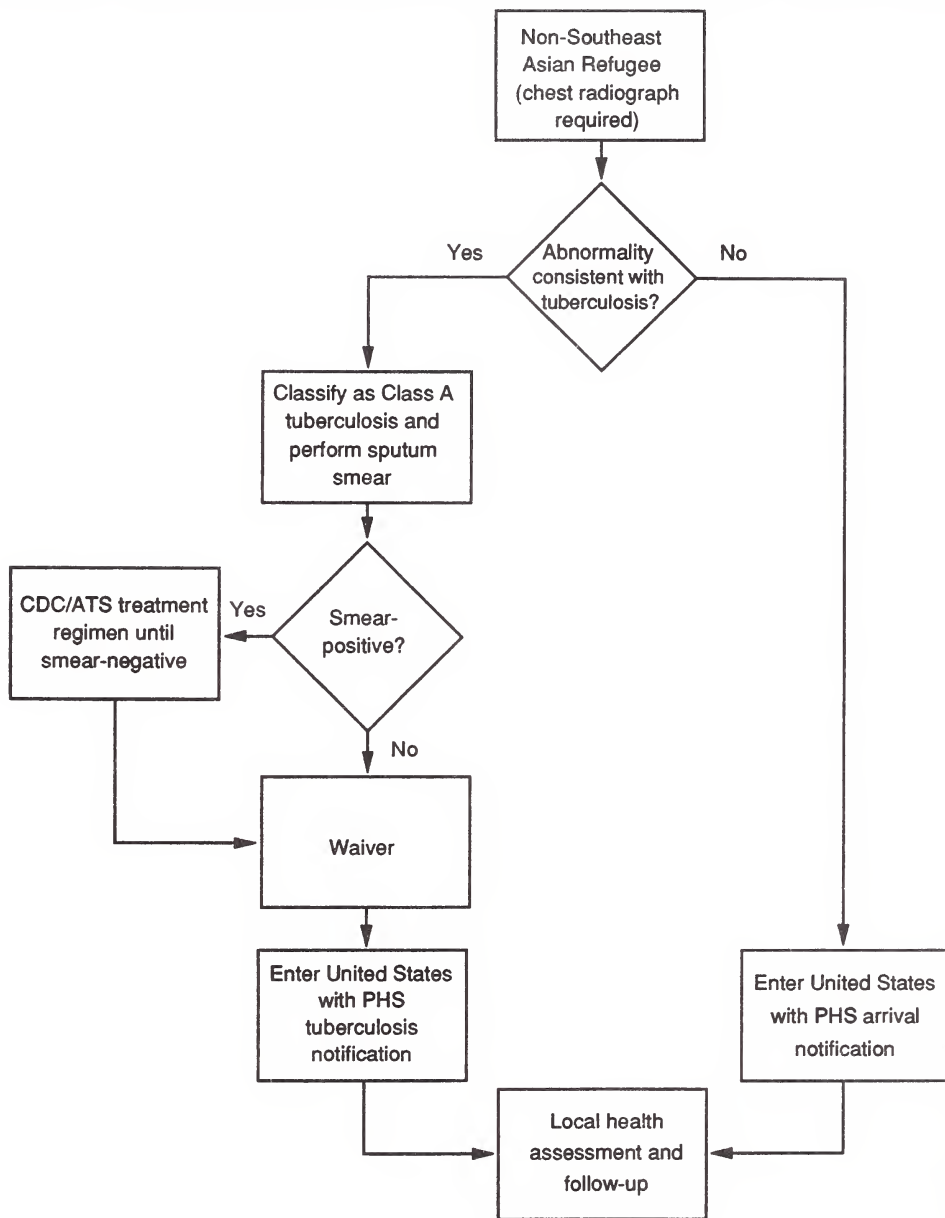 Non-Southeast
Asian Refugee
(chest radiograph
required)
Yes
Abnormality
consistent with
tuberculosis?
No
Classify as Class A
tuberculosis and
perform sputum
smear
CDC/ATS treatment
regimen until
smear-negative
Yes
Smear-
positive?
No
Waiver
Enter United States
with PHS
tuberculosis
notification
Enter United States
with PHS arrival
notification
Local health
assessment and
follow-up